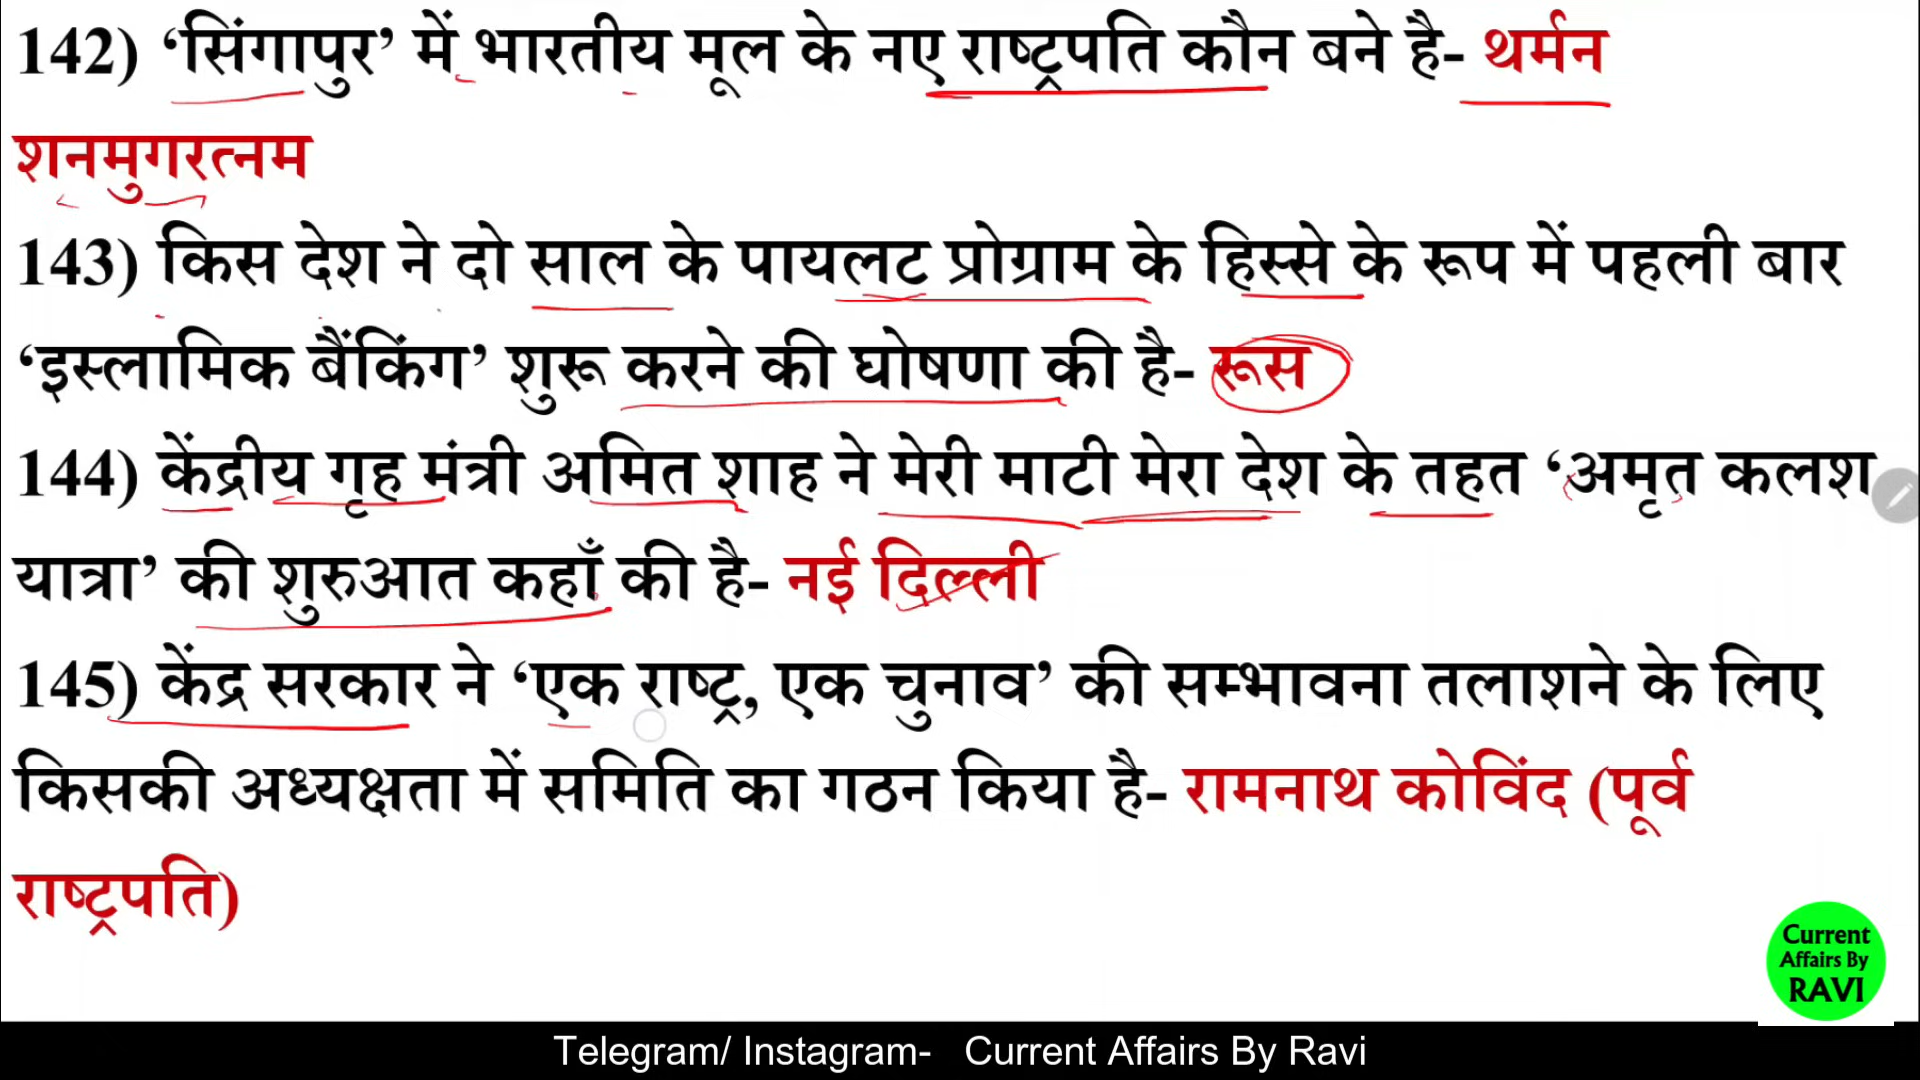 142) ‘सिंगापुर’ में भारतीय मूल के नए राष्ट्रपति कौन बने है- थर्मन
शनमुगरत्नम
143) किस देश ने दो साल के पायलट प्रोग्राम के हिस्से के रूप में पहली बार
‘इस्लामिक बैंकिंग’ शुरू करने की घोषणा की है- रूस
144) केंद्रीय गृह मंत्री अमित शाह ने मेरी माटी मेरा देश के तहत ‘अमृत कलश
यात्रा’ की शुरुआत कहाँ की है- नई दिल्ली
145) केंद्र सरकार ने ‘एक राष्ट्र, एक चुनाव’ की सम्भावना तलाशने के लिए
किसकी अध्यक्षता में समिति का गठन किया है- रामनाथ कोविंद (पूर्व
राष्ट्रपति)
Current
Affairs By
RAVI
Telegram/ Instagram- Current Affairs By Ravi